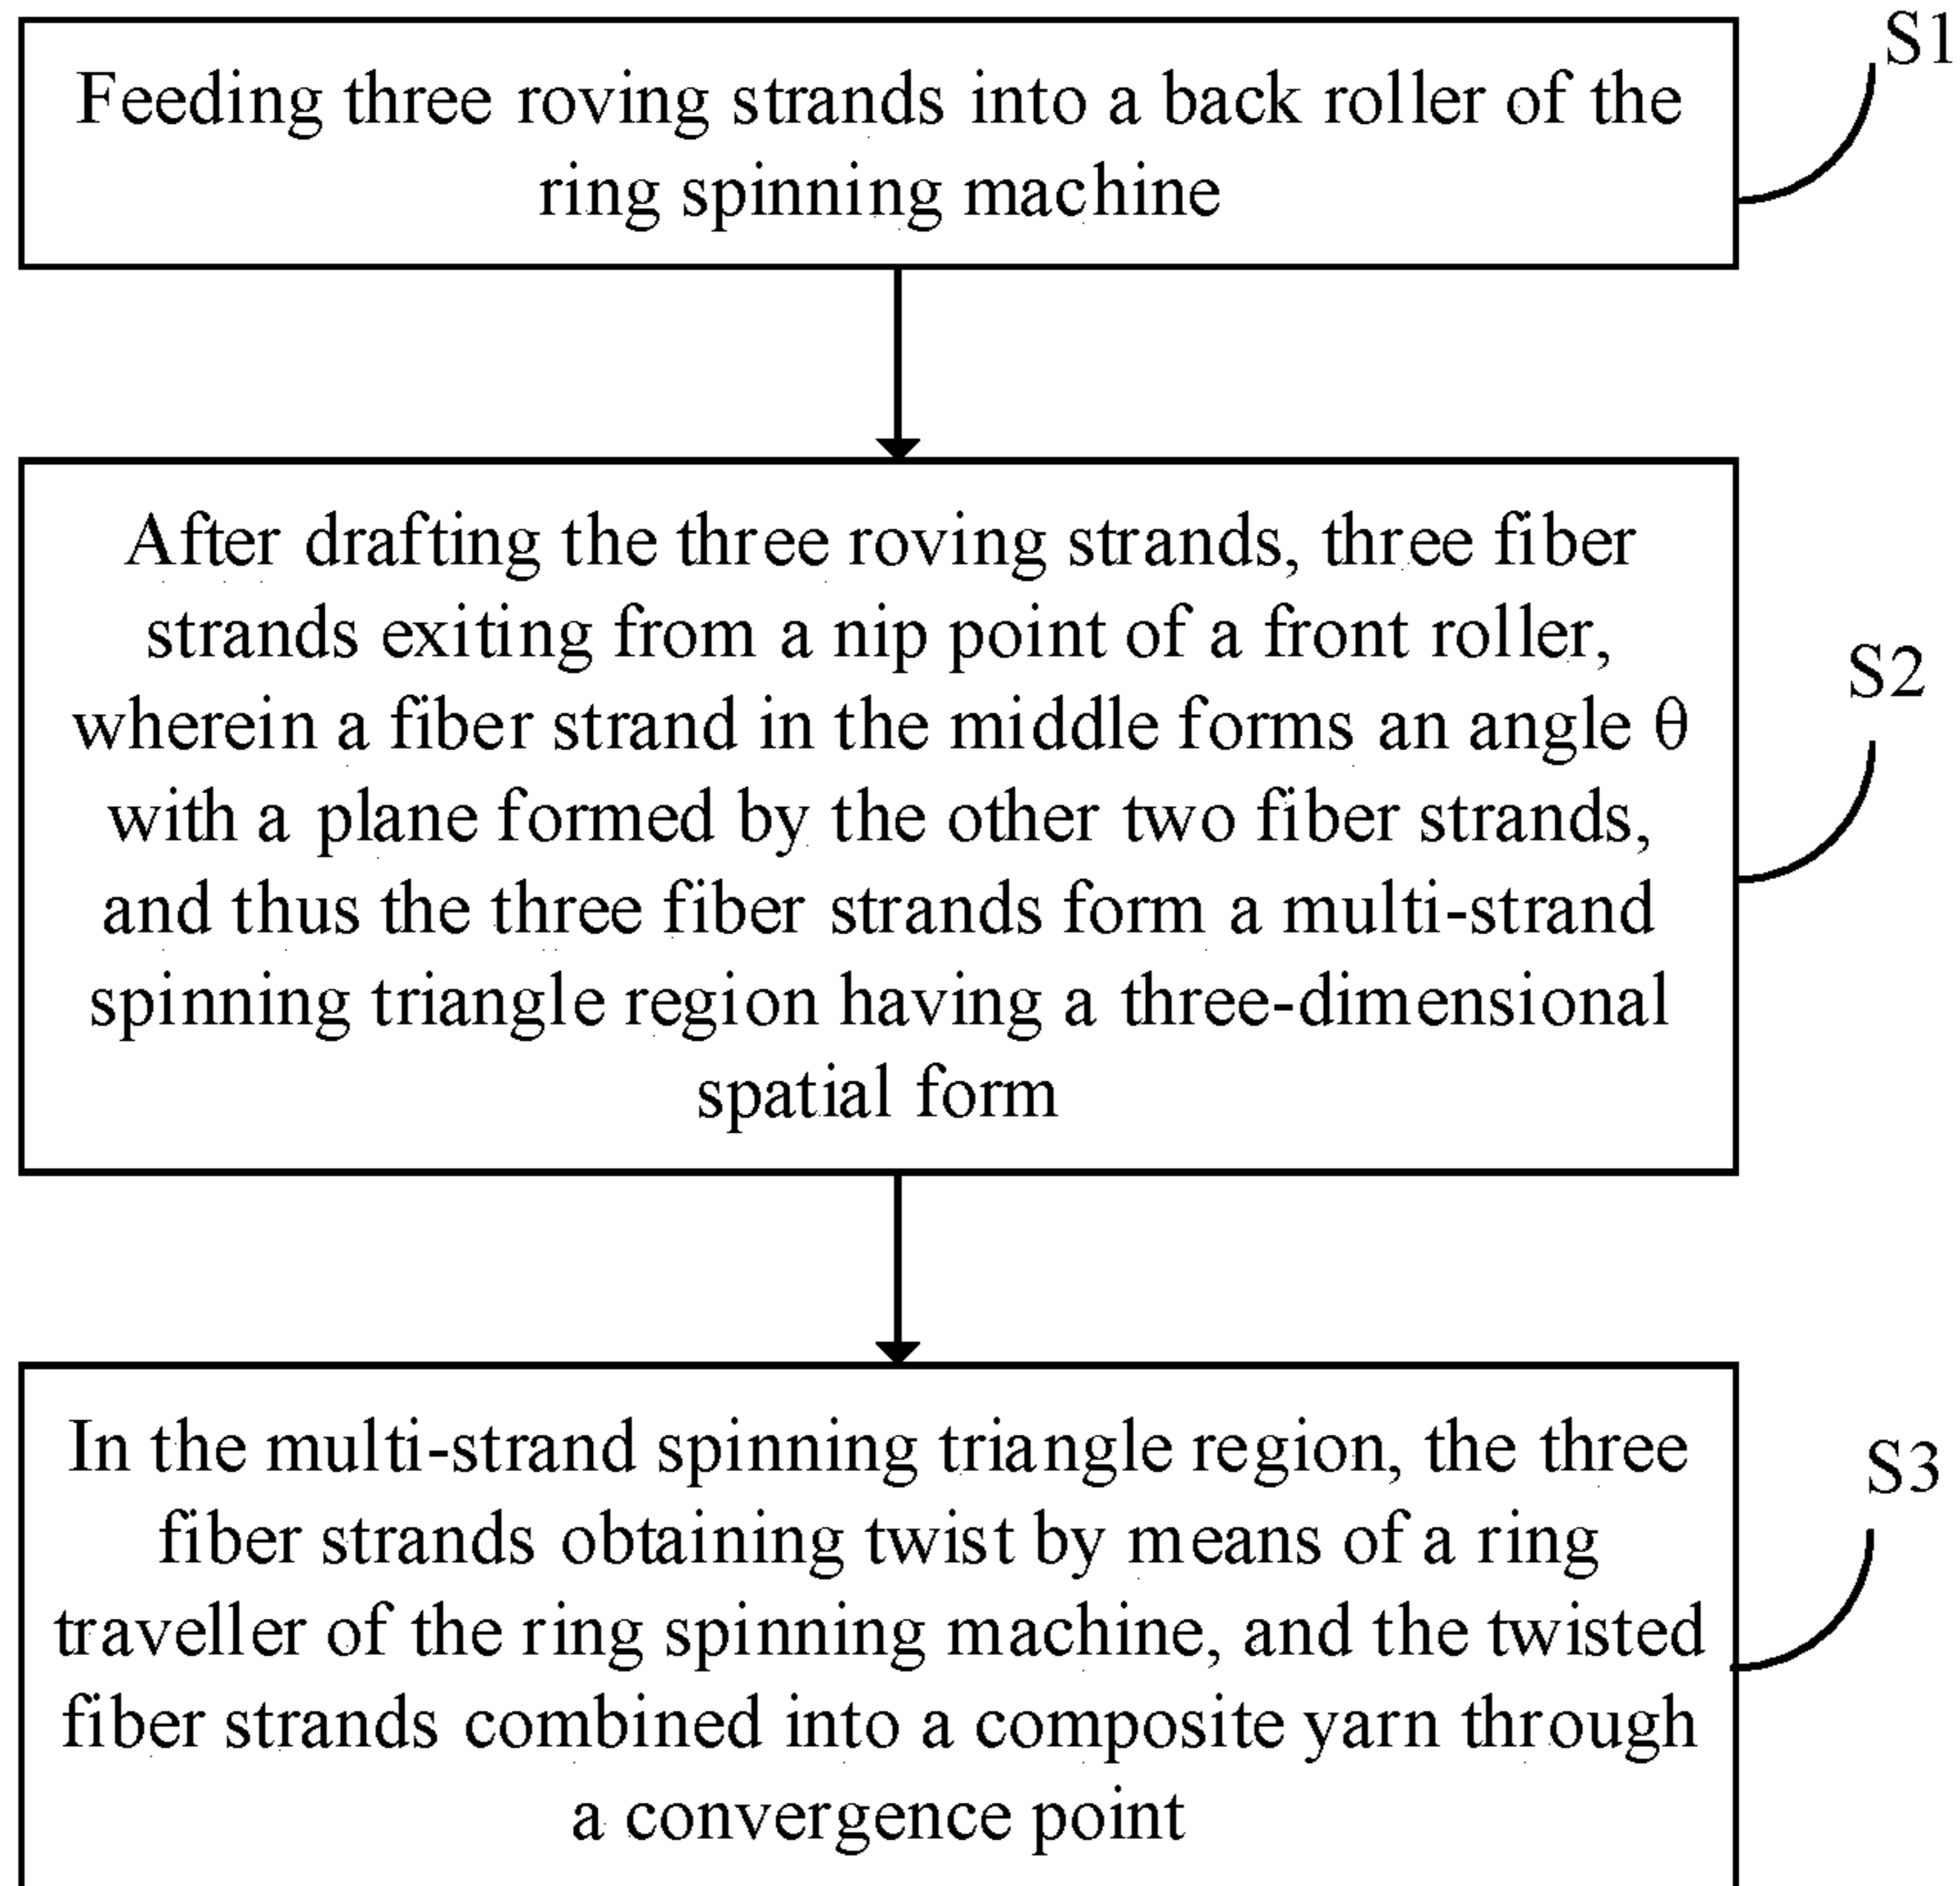 S1
Feeding three roving strands into a back roller of the
ring spinning machine
After drafting the three roving strands, three fiber
strands exiting from a nip point of a front roller,
wherein a fiber strand in the middle forms an angle θ
with a plane formed by the other two fiber strands,
and thus the three fiber strands form a multi-strand
spinning triangle region having a three-dimensional
spatial form
S2
In the multi-strand spinning triangle region, the three
fiber strands obtaining twist by means of a ring
traveller of the ring spinning machine, and the twisted
fiber strands combined into a composite yarn through
a convergence point
S3